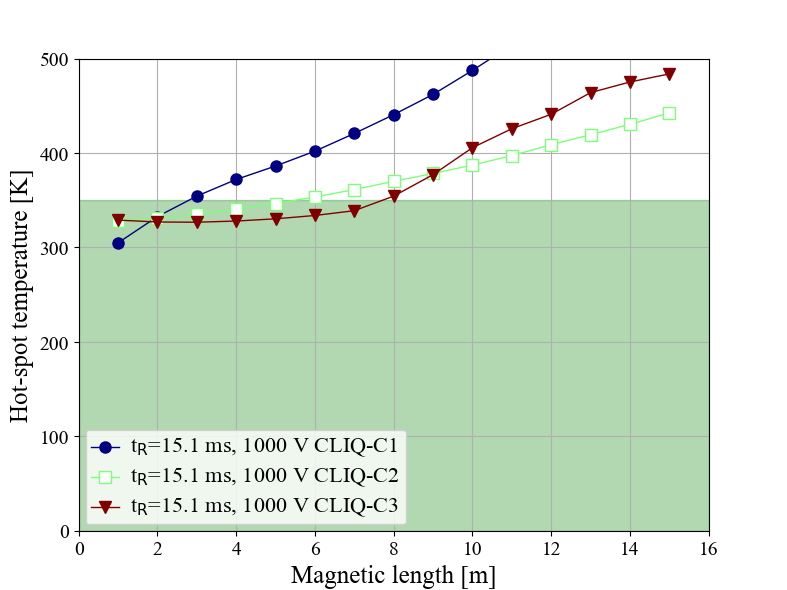 500
400
300
200
100
0
Hot-spot temperature [K]
tR=15.1 ms, 1000 V CLIQ-C1
tR=15.1 ms, 1000 V CLIQ-C2
tR=15.1 ms, 1000 V CLIQ-C3
0 2 4 6 8 10 12 14 16
Magnetic length [m]